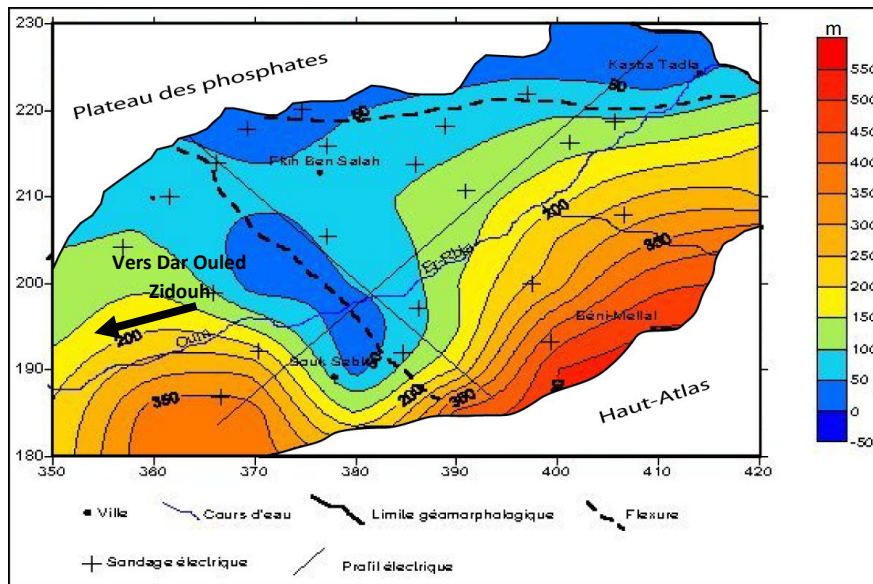 230
220
210
200
190
180
350
360
370
380
390
400
410
420
Plateau des phosphates
Kasba Tadla
50
50
Fkih Ben Salah
200
350
Vers Dar Ouled
Zidouh
Er-Rbia
Oum
200
Béni-Mellal
Souk Sebt
200
350
350
Haut-Atlas
m
550
500
450
400
350
300
250
200
150
100
50
0
-50
Ville
Cours d'eau
Limite géomorphologique
Flexure
Sondage électrique
Profil électrique